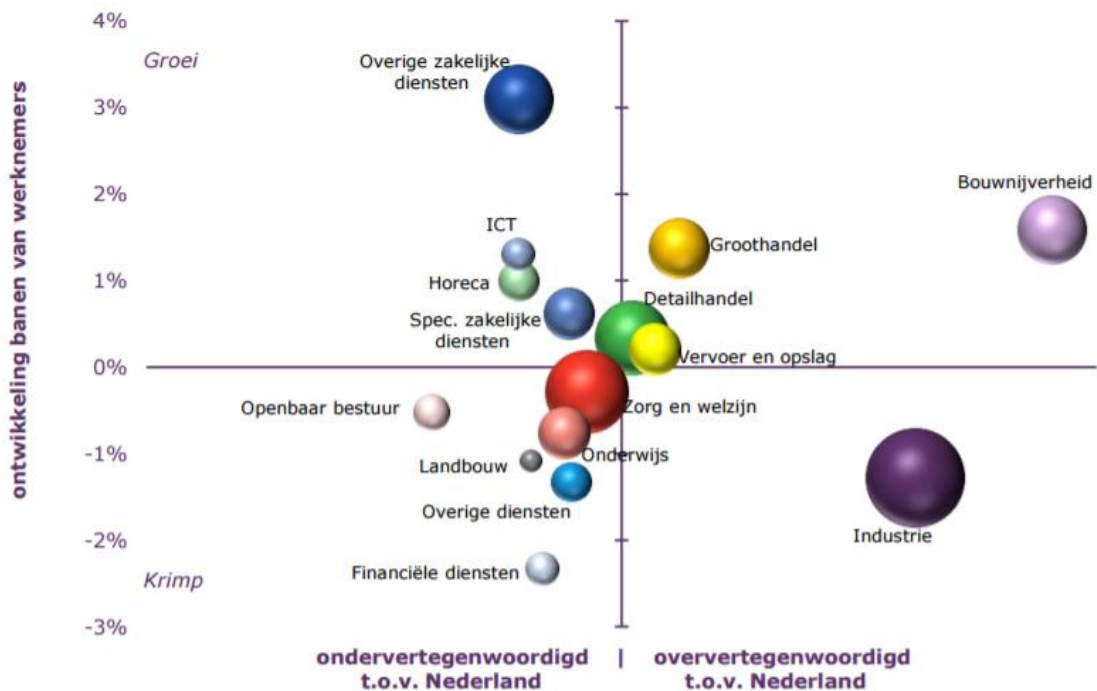 4%
Groei
Overige zakelijke
diensten
3%
2%
Bouwnijverheid
ICT
Groothandel
1%
Horeca
Detailhandel
Spec. zakelijke
diensten
Vervoer en opslag
0%
Openbaar bestuur
Zorg en welzijn
-1%
Landbouw
Onderwijs
Overige diensten
Industrie
-2%
Financiële diensten
Krimp
-3%
ontwikkeling banen van werknemers
ondervertegenwoordigd | oververtegenwoordigd
t.o.v. Nederland t.o.v. Nederland